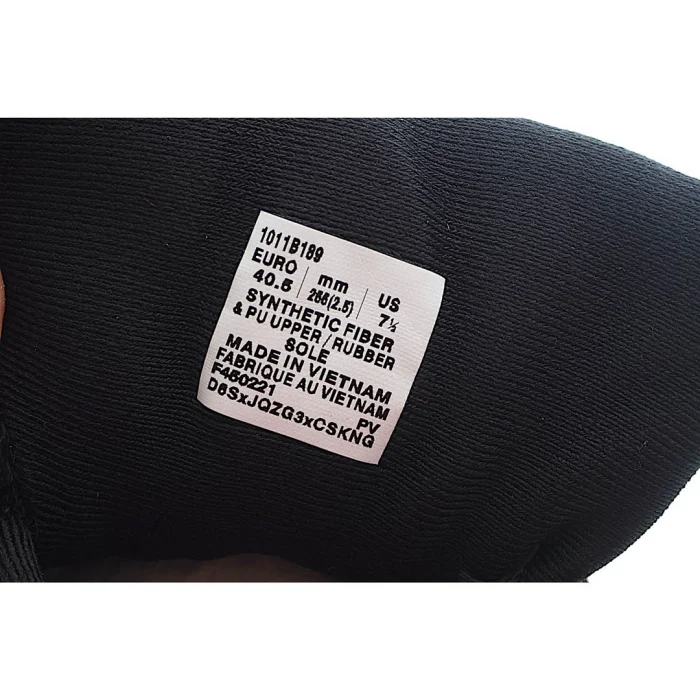 1011B189
EURO mm US
40.5 255(2.5) 7½
SYNTHETIC FIBER
& PU UPPER / RUBBER
SOLE
MADE IN VIETNAM
FABRIQUE AU VIETNAM
F450221 PV
D6SxJQZG3xCSKNG